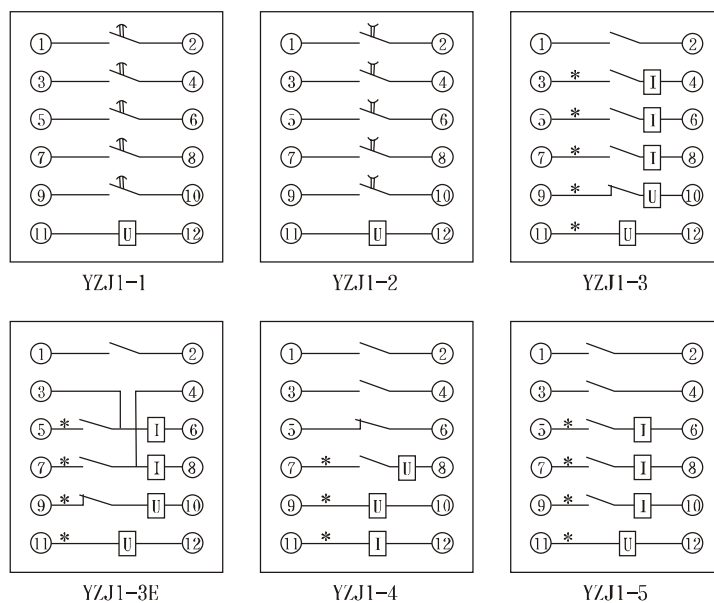 ① ② ① ② ① ②
③ ④ ③ ④ ③ * I ④
⑤ ⑥ ⑤ ⑥ ⑤ * I ⑥
⑦ ⑧ ⑦ ⑧ ⑦ * I ⑧
⑨ ⑩ ⑨ ⑩ ⑨ * U ⑩
⑪ U ⑫ ⑪ U ⑫ ⑪ * U ⑫
YZJ1-1 YZJ1-2 YZJ1-3
① ② ① ② ① ②
③ ④ ③ ④ ③ ④
⑤ * I ⑥ ⑤ ⑥ ⑤ * I ⑥
⑦ * I ⑧ ⑦ * U ⑧ ⑦ * I ⑧
⑨ * U ⑩ ⑨ * U ⑩ ⑨ * I ⑩
⑪ * U ⑫ ⑪ * I ⑫ ⑪ * U ⑫
YZJ1-3E YZJ1-4 YZJ1-5